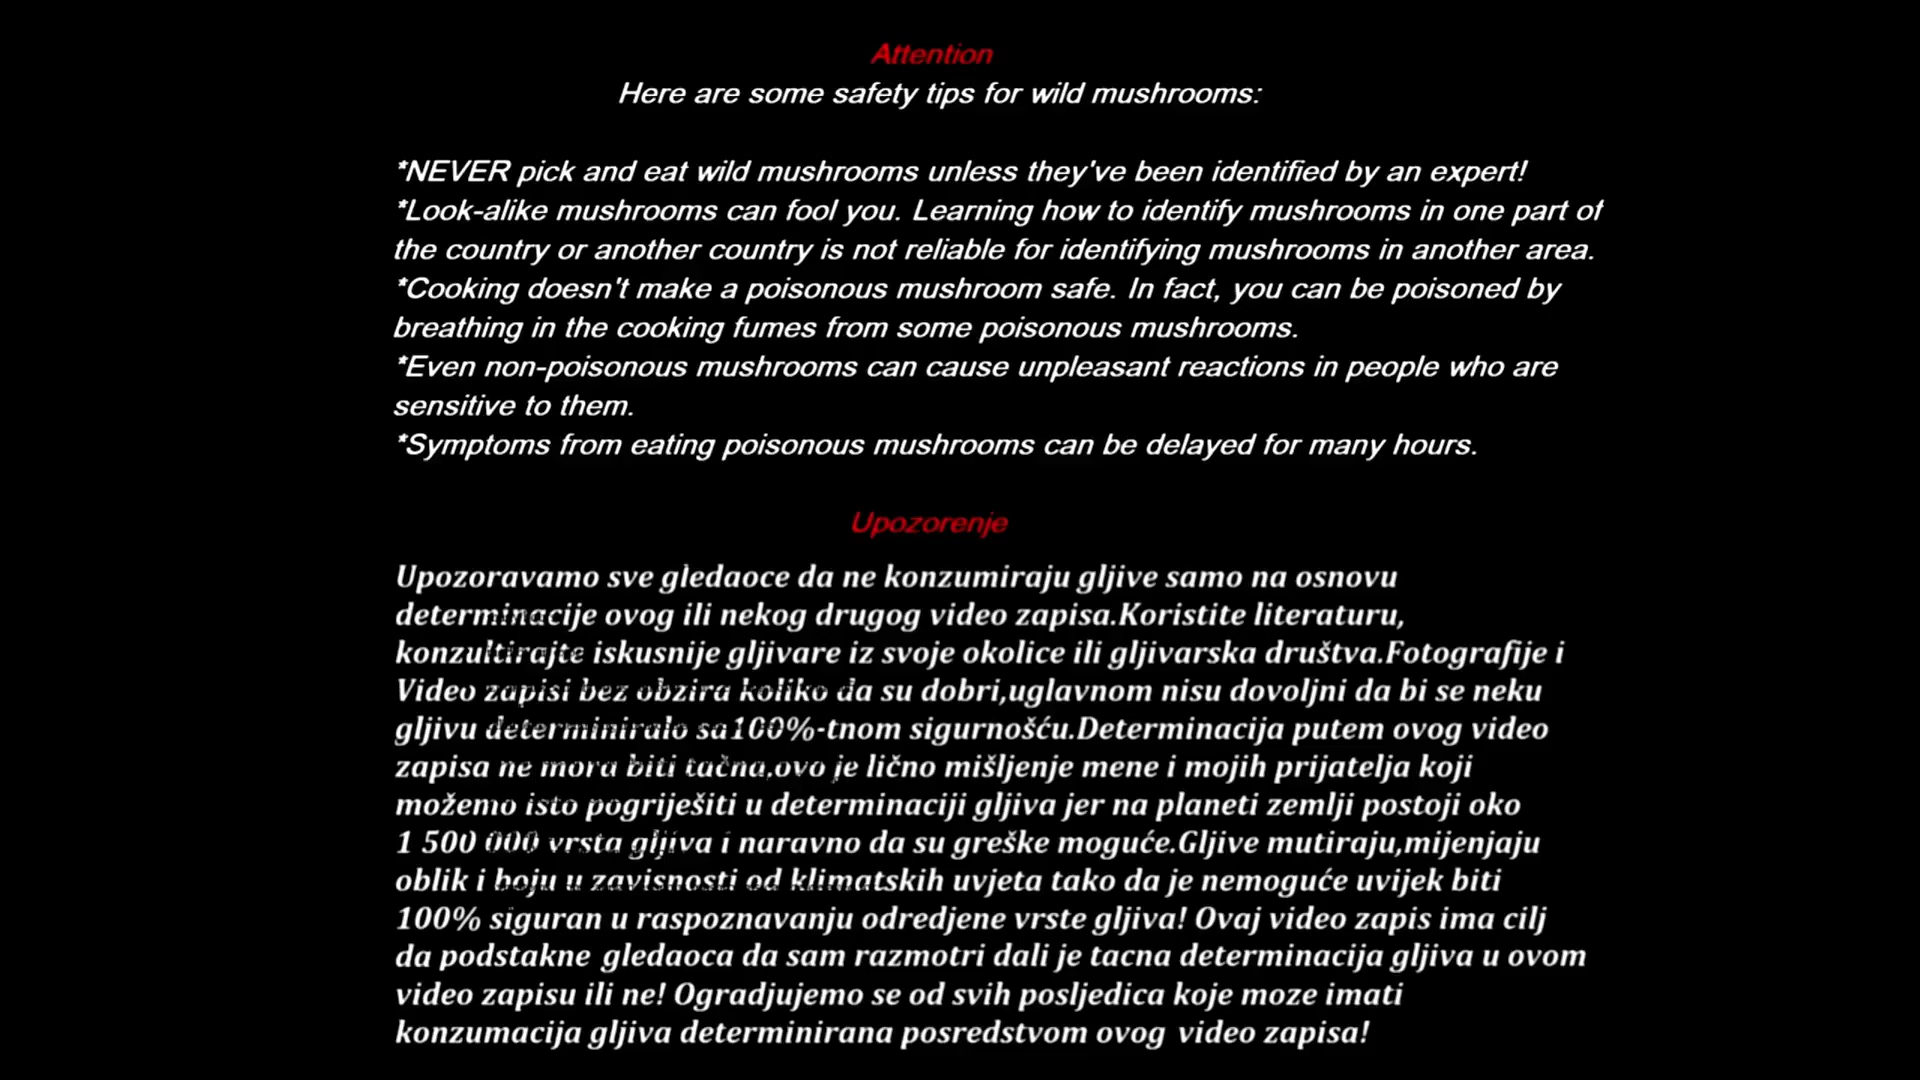 Attention
Here are some safety tips for wild mushrooms:
*NEVER pick and eat wild mushrooms unless they've been identified by an expert!
*Look-alike mushrooms can fool you. Learning how to identify mushrooms in one part of
the country or another country is not reliable for identifying mushrooms in another area.
*Cooking doesn't make a poisonous mushroom safe. In fact, you can be poisoned by
breathing in the cooking fumes from some poisonous mushrooms.
*Even non-poisonous mushrooms can cause unpleasant reactions in people who are
sensitive to them.
*Symptoms from eating poisonous mushrooms can be delayed for many hours.
Upozorenje
Upozoravamo sve gledaoce da ne konzumiraju gljive samo na osnovu
determinacije ovog ili nekog drugog video zapisa.Koristite literaturu,
konzultirajte iskusnije gljivare iz svoje okolice ili gljivarska društva.Fotografije i
Video zapisi bez obzira koliko da su dobri,uglavnom nisu dovoljni da bi se neku
gljivu determiniralo sa100%-tnom sigurnošću.Determinacija putem ovog video
zapisa ne mora biti tačna,ovo je lično mišljenje mene i mojih prijatelja koji
možemo isto pogriješiti u determinaciji gljiva jer na planeti zemlji postoji oko
1 500 000 vrsta gljiva i naravno da su greške moguće.Gljive mutiraju,mijenjaju
oblik i boju u zavisnosti od klimatskih uvjeta tako da je nemoguće uvijek biti
100% siguran u raspoznavanju odredjene vrste gljiva! Ovaj video zapis ima cilj
da podstakne gledaoca da sam razmotri dali je tacna determinacija gljiva u ovom
video zapisu ili ne! Ogradjujemo se od svih posljedica koje moze imati
konzumacija gljiva determinirana posredstvom ovog video zapisa!